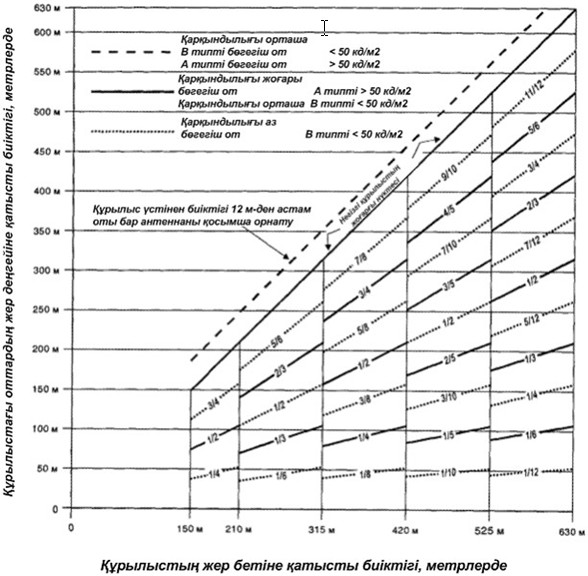 Құрылыстағы оттардың жер деңгейіне қатысты биіктігі, метрлерде
630 м
600 м
550 м
500 м
450 м
400 м
350 м
300 м
250 м
200 м
150 м
100 м
50 м
0
Қарқындылығы орташа
В типті бөгегіш от < 50 кд/м2
А типті бөгегіш от > 50 кд/м2
Қарқындылығы жоғары
бөгегіш от А типті > 50 кд/м2
Қарқындылығы орташа В типті < 50 кд/м2
Қарқындылығы аз
бөгегіш от В типті < 50 кд/м2
Құрылыс үстінен биіктігі 12 м-ден астам
оты бар антеннаны қосымша орнату
Негізгі құрылыстың
жоғарғы нүктесі
3/4
1/2
1/4
5/6
2/3
1/2
1/3
1/6
7/8
3/4
5/8
1/2
3/8
1/4
1/8
9/10
4/5
7/10
3/5
1/2
2/5
3/10
1/5
1/10
11/12
5/6
3/4
2/3
7/12
1/2
5/12
1/3
1/4
1/6
1/12
0 150 м 210 м 315 м 420 м 525 м 630 м
Құрылыстың жер бетіне қатысты биіктігі, метрлерде